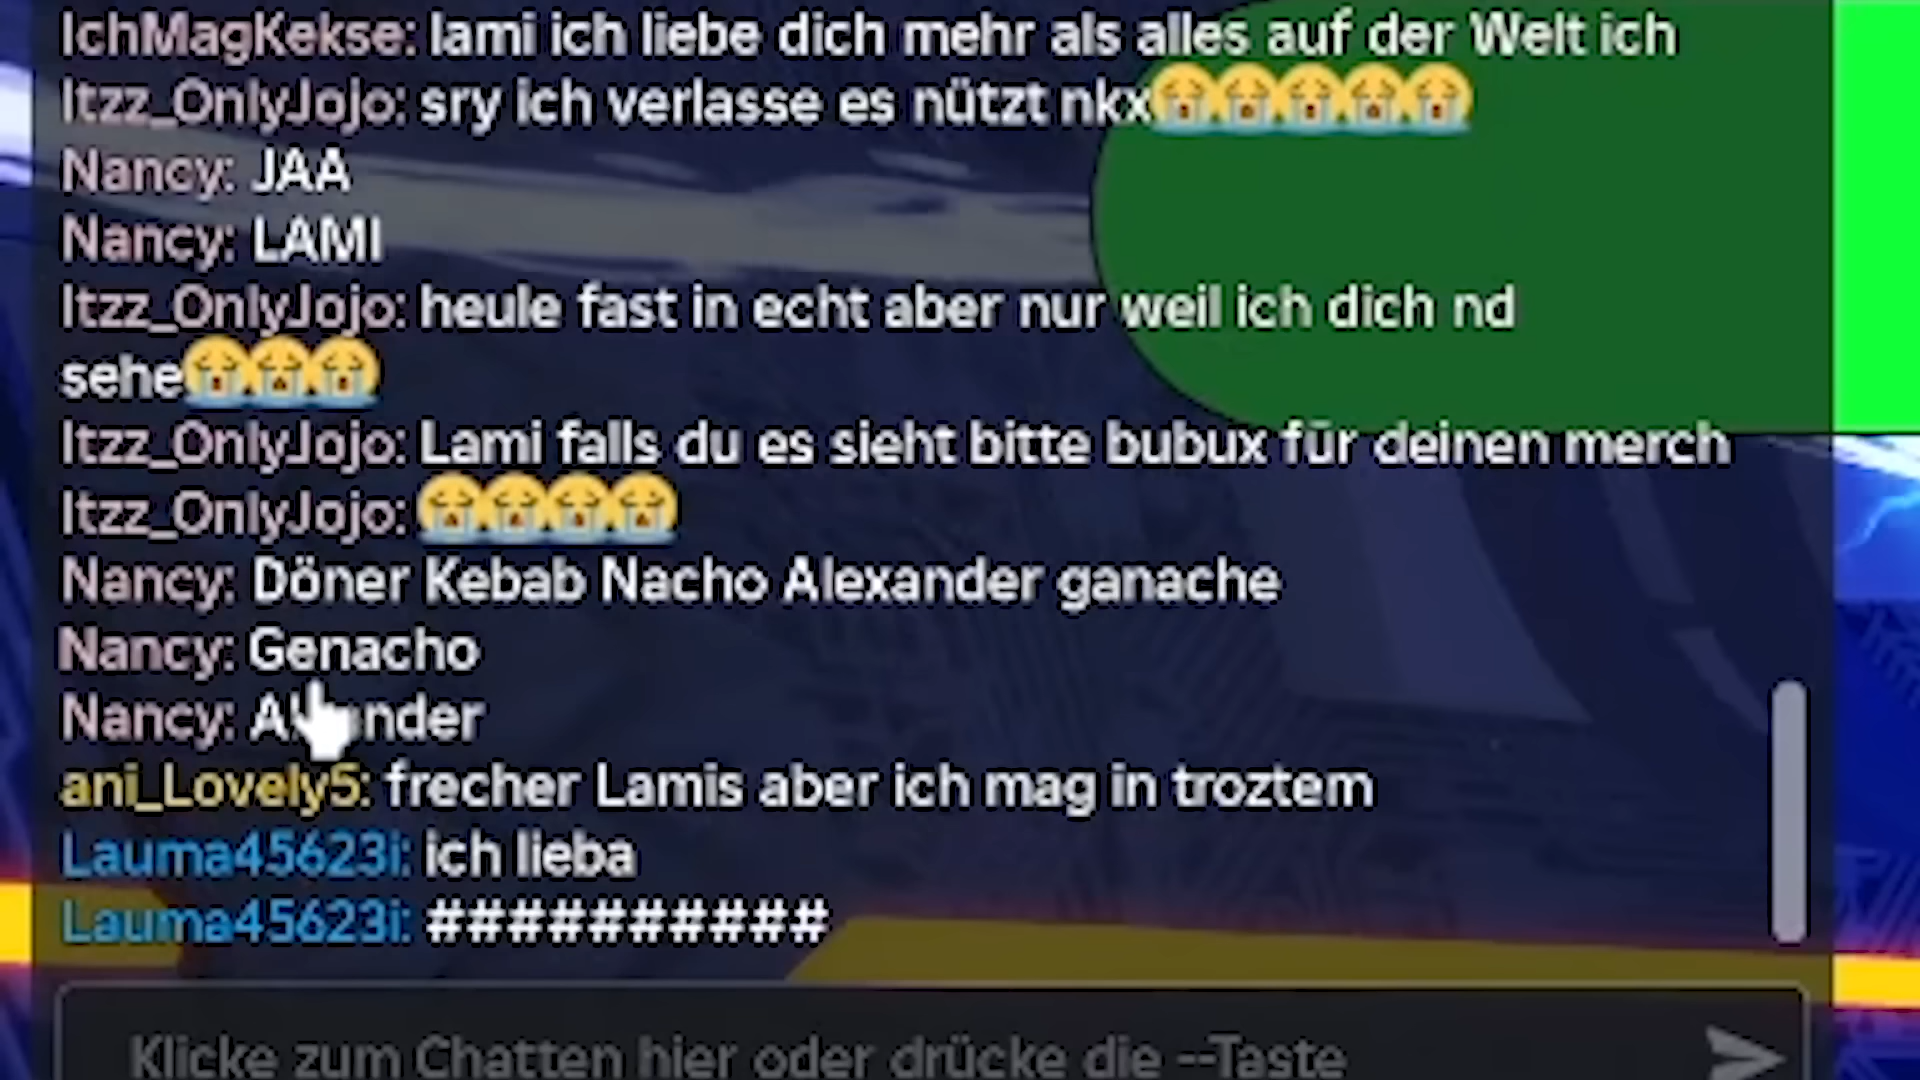 IchMagKekse: lami ich liebe dich mehr als alles auf der Welt ich
Itzz_OnlyJojo: sry ich verlasse es nützt nkx😭😭😭😭😭
Nancy: JAA
Nancy: LAMI
Itzz_OnlyJojo: heule fast in echt aber nur weil ich dich nd
sehe😭😭😭
Itzz_OnlyJojo: Lami falls du es sieht bitte bubux für deinen merch
Itzz_OnlyJojo: 😭😭😭😭
Nancy: Döner Kebab Nacho Alexander ganache
Nancy: Genacho
Nancy:
ani_Lovely5: frecher Lamis aber ich mag in troztem
Lauma45623i: ich lieba
Lauma45623i: ##########
Klicke zum Chatten hier oder drücke die --Taste